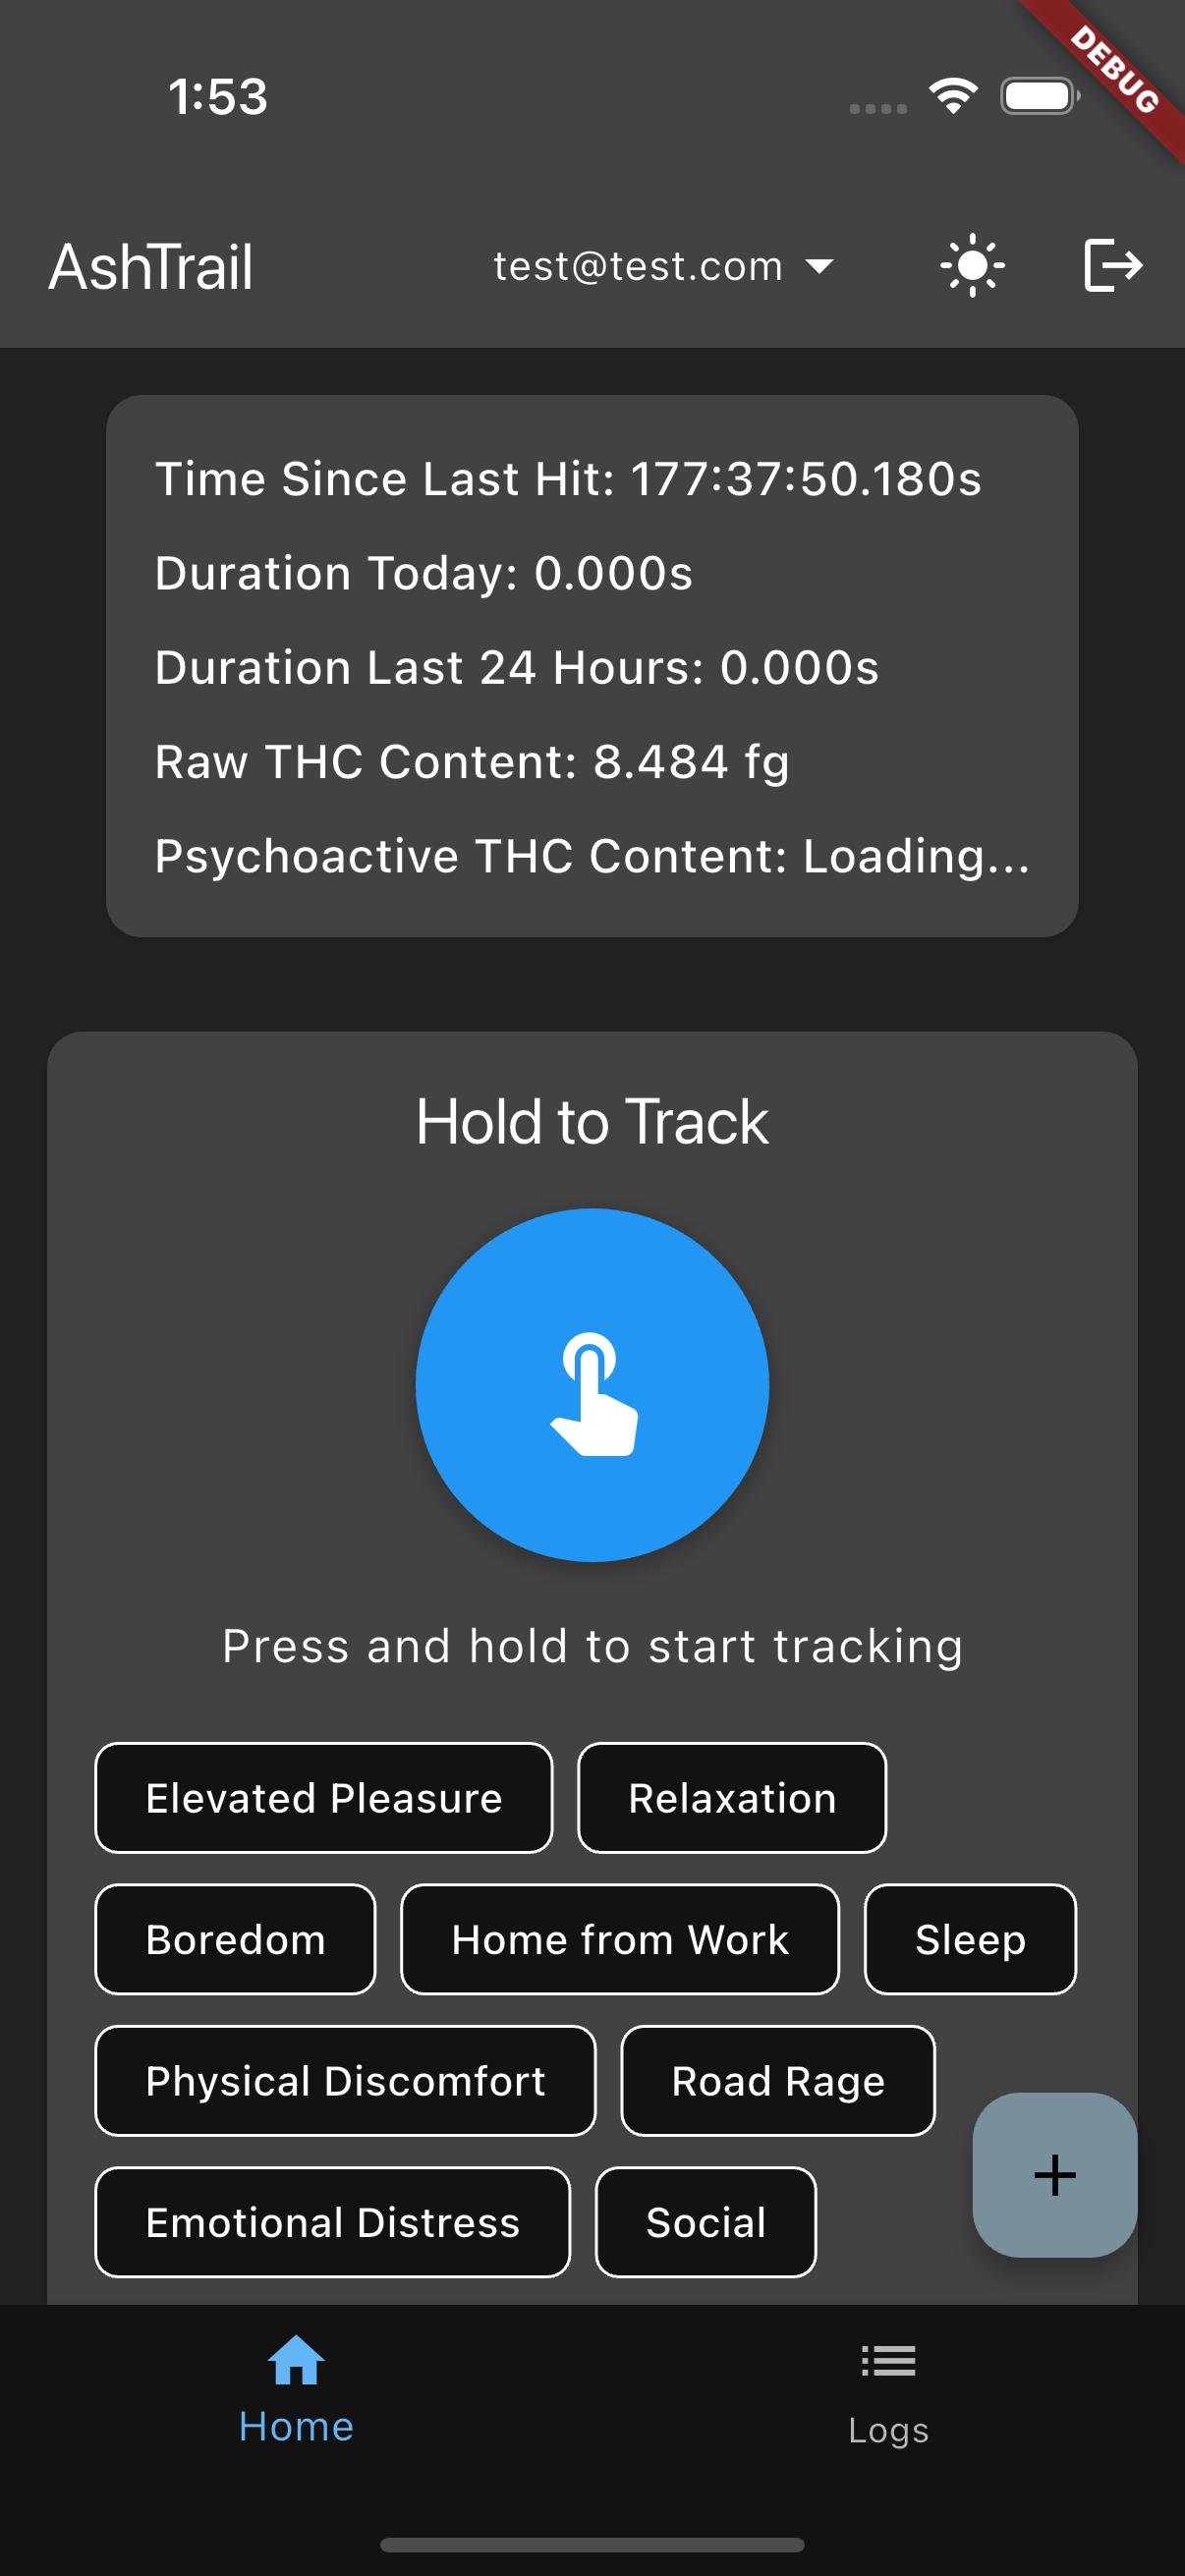 1:53
DEBUG
AshTrail
test@test.com
Time Since Last Hit: 177:37:50.180s
Duration Today: 0.000s
Duration Last 24 Hours: 0.000s
Raw THC Content: 8.484 fg
Psychoactive THC Content: Loading...
Hold to Track
Press and hold to start tracking
Elevated Pleasure Relaxation
Boredom Home from Work Sleep
Physical Discomfort Road Rage
Emotional Distress Social
+
Home Logs